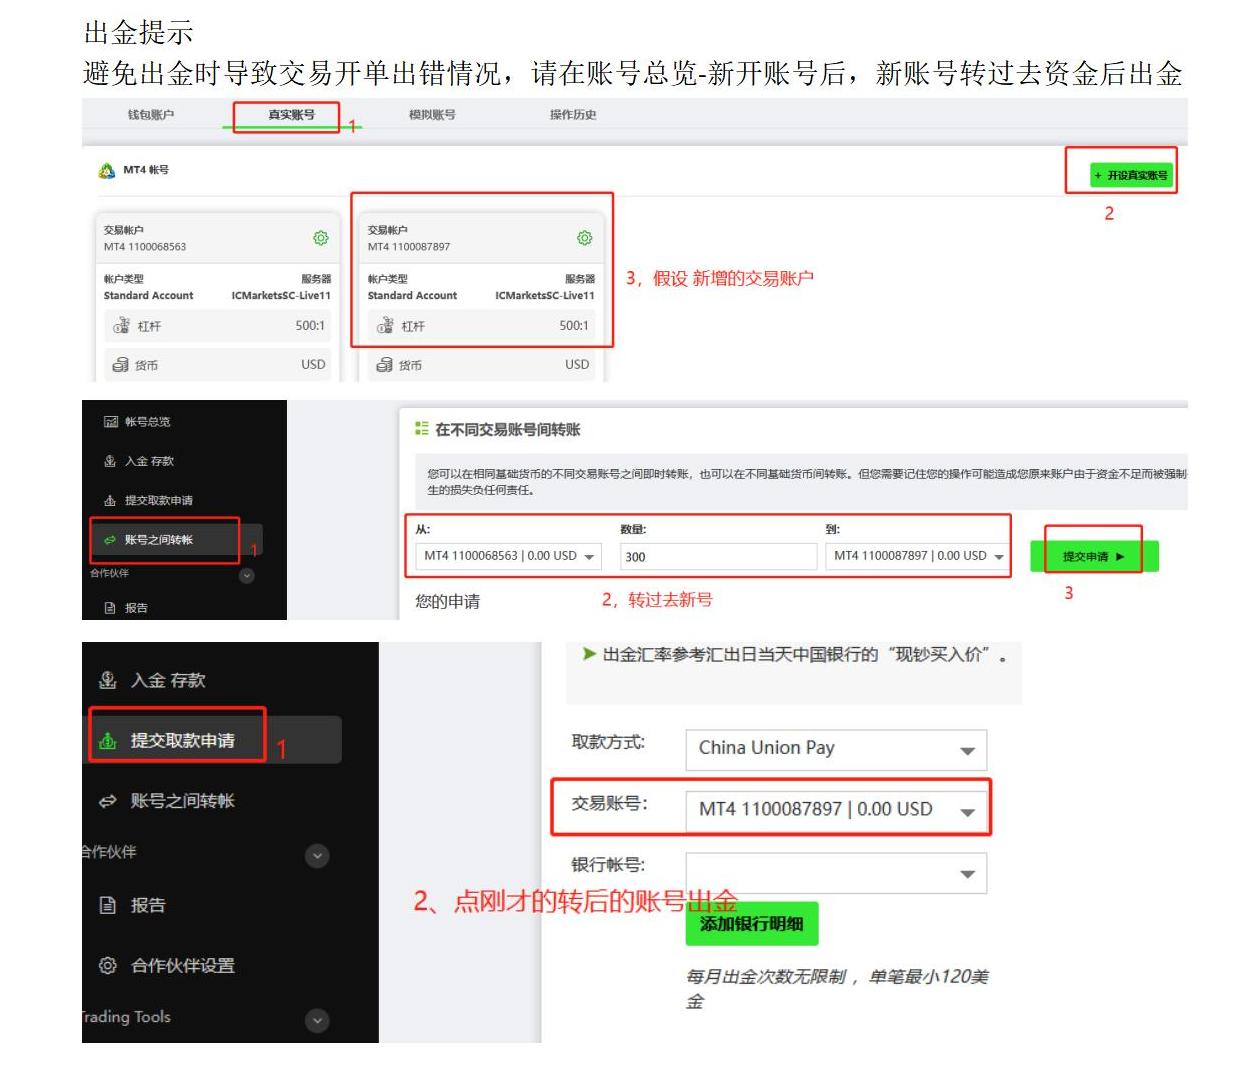 出金提示
避免出金时导致交易开单出错情况，请在账号总览-新开账号后，新账号转过去资金后出金
钱包账户 真实账号 模拟账号 操作历史
1
MT4 帐号
+ 开设真实账号
2
交易帐户
MT4 1100068563
交易帐户
MT4 1100087897
帐户类型 服务器
Standard Account ICMarketsSC-Live11
帐户类型 服务器
Standard Account ICMarketsSC-Live11
3，假设 新增的交易账户
杠杆 500:1
杠杆 500:1
货币 USD
货币 USD
帐号总览
入金 存款
提交取款申请
账号之间转帐
1
合作伙伴
报告
在不同交易账号间转账
您可以在相同基础货币的不同交易账号之间即时转账，也可以在不同基础货币间转账。但您需要记住您的操作可能造成您原来账户由于资金不足而被强制
生的损失负任何责任。
从: 数量: 到:
MT4 1100068563 | 0.00 USD 300 MT4 1100087897 | 0.00 USD
提交申请
3
您的申请
2，转过去新号
入金 存款
提交取款申请
1
账号之间转帐
合作伙伴
报告
合作伙伴设置
Trading Tools
出金汇率参考汇出日当天中国银行的“现钞买入价”。
取款方式: China Union Pay
交易账号: MT4 1100087897 | 0.00 USD
银行帐号:
2、点刚才的转后的账号出金
添加银行明细
每月出金次数无限制，单笔最小120美
金